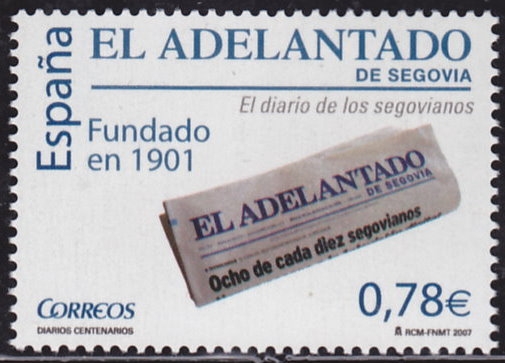 España
EL ADELANTADO
DE SEGOVIA
El diario de los segovianos
Fundado
en 1901
EL ADELANTADO
DE SEGOVIA
Ocho de cada diez segovianos
CORREOS
DIARIOS CENTENARIOS
0,78€
RCM-FNMT 2007